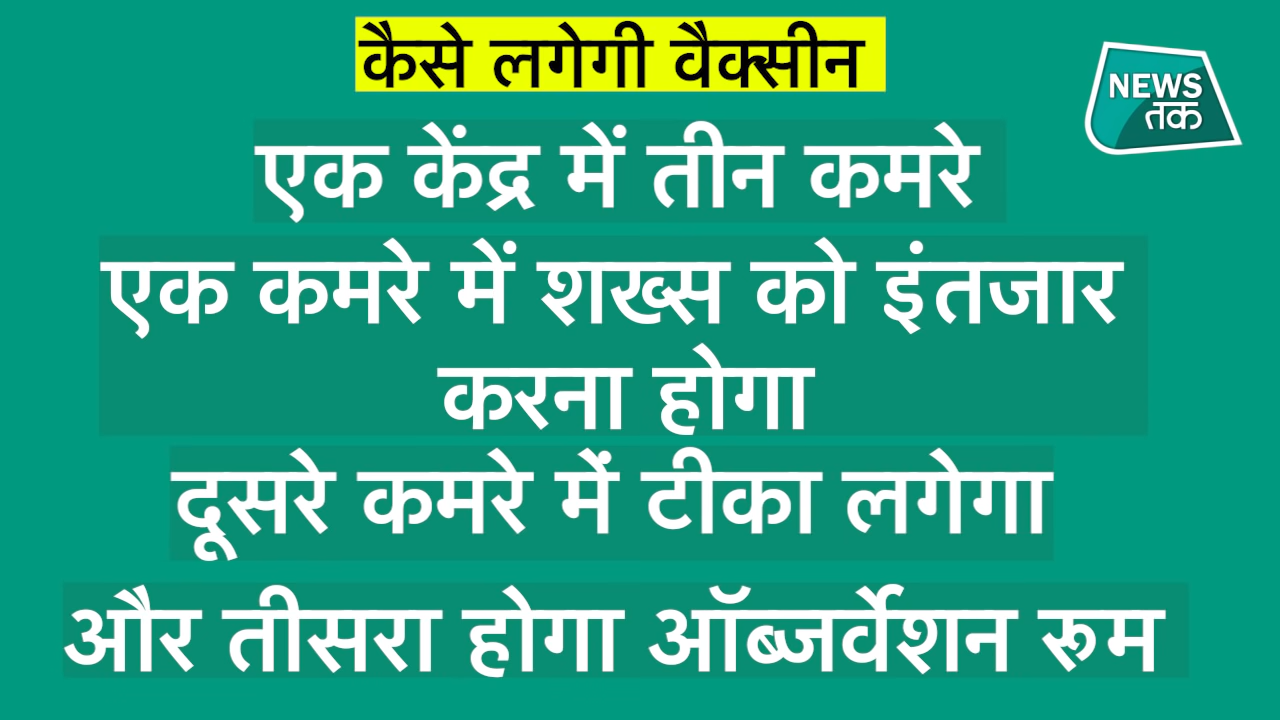 कैसे लगेगी वैक्सीन
NEWS
तक
एक केंद्र में तीन कमरे
एक कमरे में शख्स को इंतजार
करना होगा
दूसरे कमरे में टीका लगेगा
और तीसरा होगा ऑब्जर्वेशन रूम